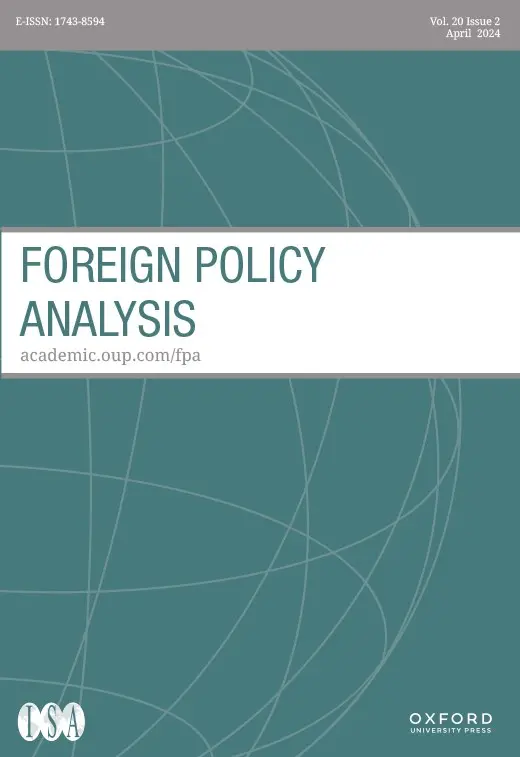 E-ISSN: 1743-8594
Vol. 20 Issue 2
April 2024
FOREIGN POLICY
ANALYSIS
academic.oup.com/fpa
ISA
OXFORD
UNIVERSITY PRESS